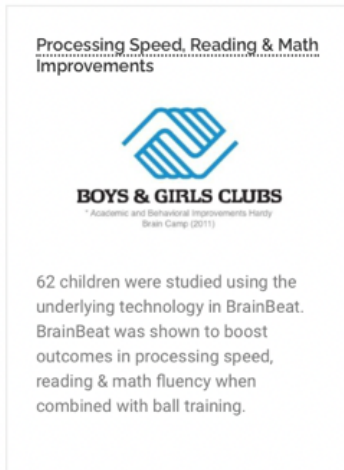 Processing Speed, Reading & Math
Improvements
BOYS & GIRLS CLUBS
* Academic and Behavioral Improvements Hardy
Brain Camp (2011)
62 children were studied using the
underlying technology in BrainBeat.
BrainBeat was shown to boost
outcomes in processing speed,
reading & math fluency when
combined with ball training.